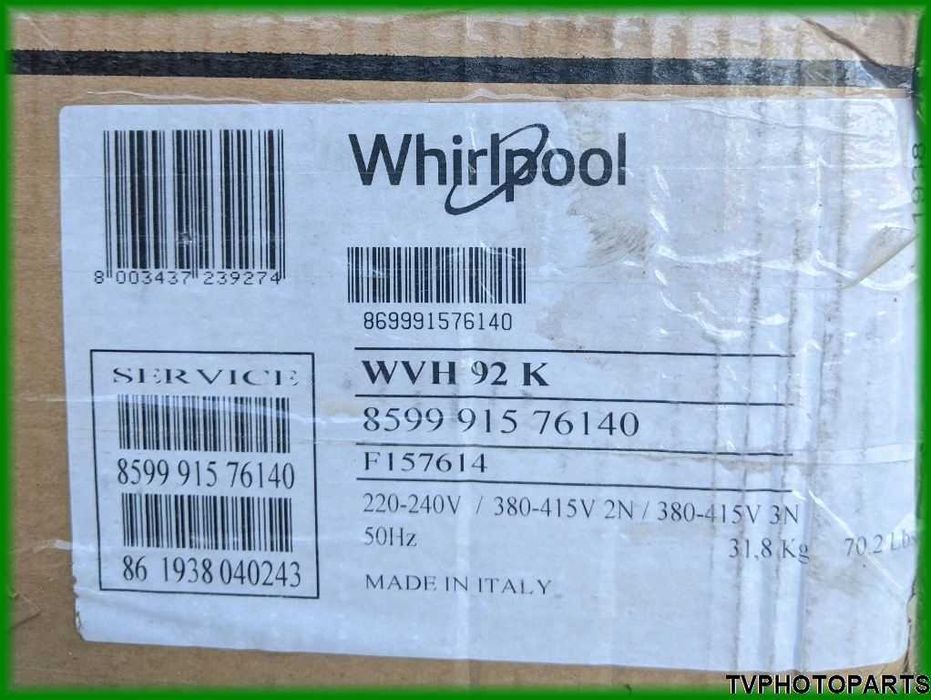 Whirlpool
8 003437 239274
869991576140
WVH 92 K
8599 915 76140
F157614
220-240V / 380-415V 2N / 380-415V 3N
50Hz
31,8 Kg 70.2 Lbs
MADE IN ITALY
SERVICE
8599 915 76140
86 1938 040243
1938
TVPHOTOPARTS